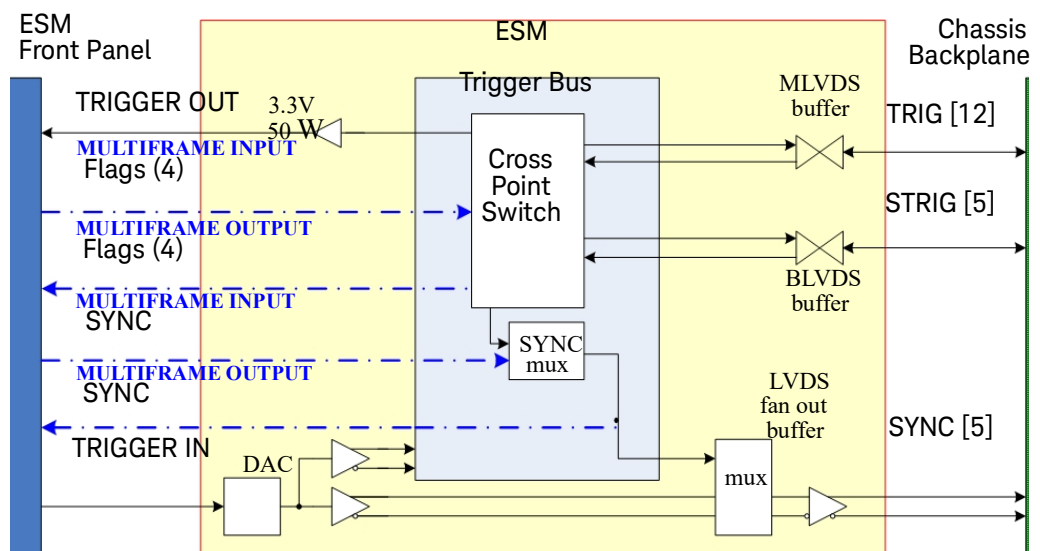 ESM
Front Panel
ESM
Chassis
Backplane
TRIGGER OUT
3.3V
50 W
Trigger Bus
MLVDS
buffer
TRIG [12]
MULTIFRAME INPUT
Flags (4)
Cross
Point
Switch
STRIG [5]
MULTIFRAME OUTPUT
Flags (4)
BLVDS
buffer
MULTIFRAME INPUT
SYNC
SYNC
mux
MULTIFRAME OUTPUT
SYNC
LVDS
fan out
buffer
SYNC [5]
TRIGGER IN
DAC
mux